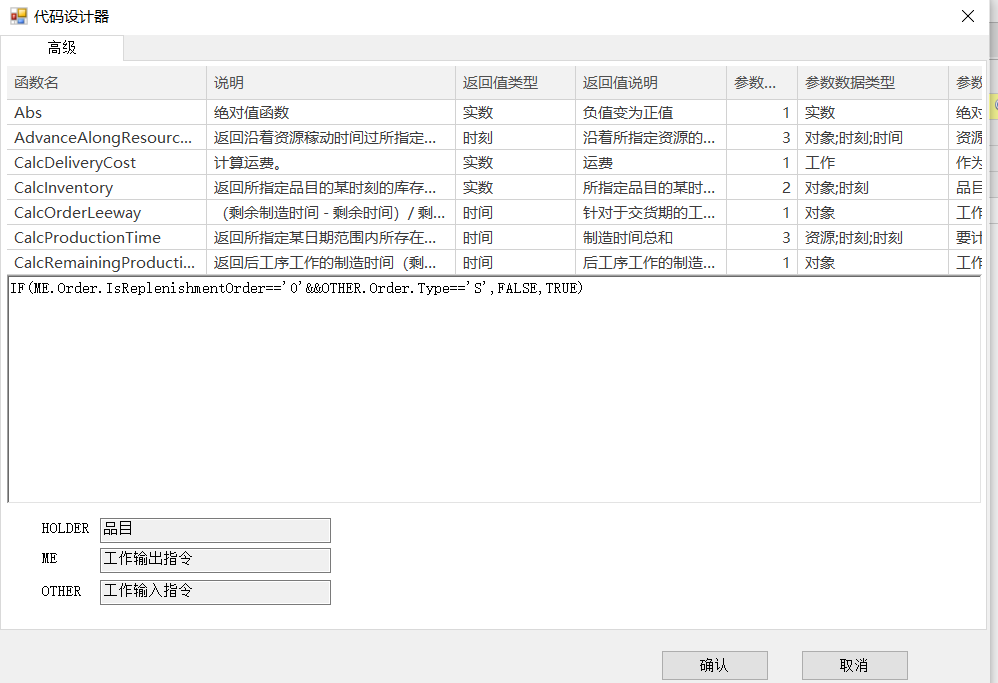 代码设计器
高级
函数名 说明 返回值类型 返回值说明 参数... 参数数据类型 参数
Abs 绝对值函数 实数 负值变为正值 1 实数 绝对
AdvanceAlongResourc... 返回沿着资源稼动时间过所指定... 时刻 沿着所指定资源的... 3 对象;时刻;时间 资源
CalcDeliveryCost 计算运费。 实数 运费 1 工作 作为
CalcInventory 返回所指定品目的某时刻的库存... 实数 所指定品目的某时... 2 对象;时刻 品目
CalcOrderLeeway （剩余制造时间 - 剩余时间）/ 剩... 时间 针对于交货期的工... 1 对象 工作
CalcProductionTime 返回所指定某日期范围内所存在... 时间 制造时间总和 3 资源;时刻;时刻 要计
CalcRemainingProducti... 返回后工序工作的制造时间（剩... 时间 后工序工作的制造... 1 对象 工作
IF(ME.Order.IsReplenishmentOrder=='0'&&OTHER.Order.Type=='S',FALSE,TRUE)
HOLDER 品目
ME 工作输出指令
OTHER 工作输入指令
确认 取消